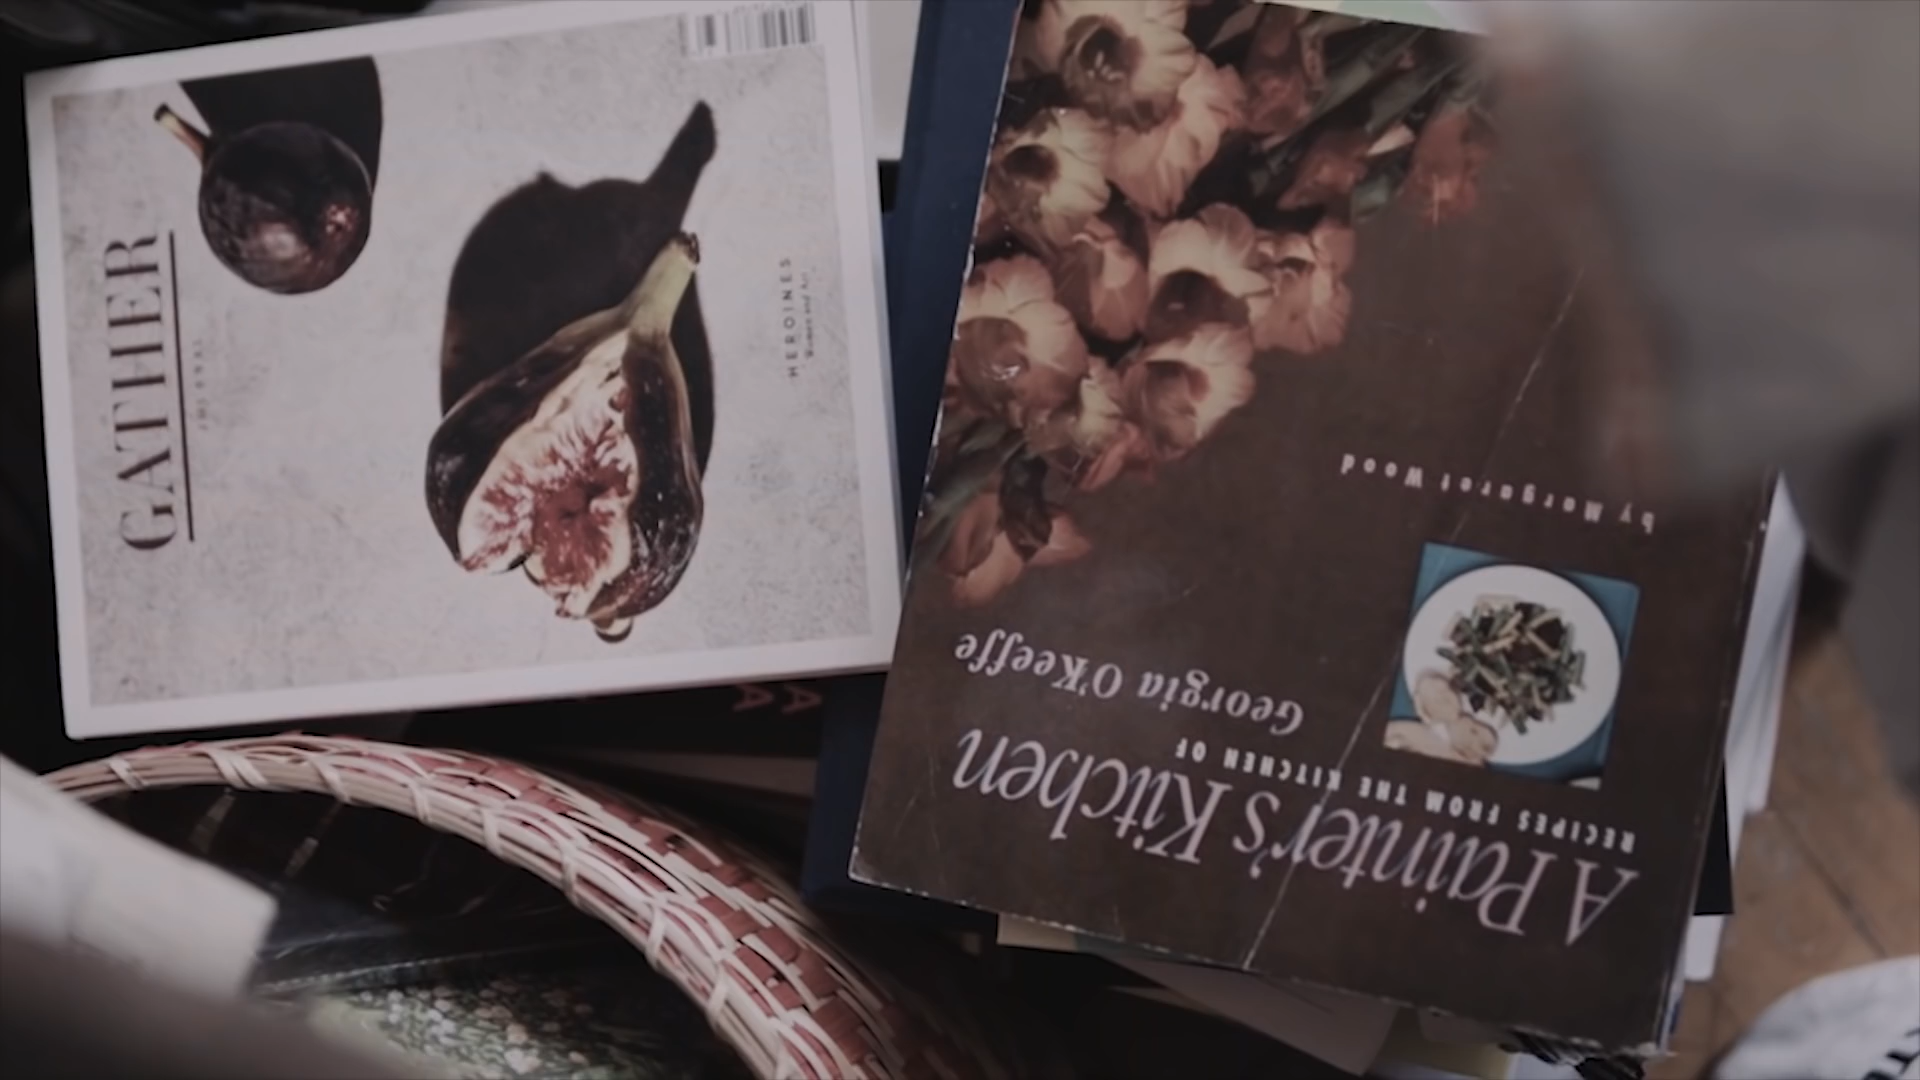 GATHER
JOURNAL
HEROINES
Women and Art
A Painter's Kitchen
RECIPES FROM THE KITCHEN OF
Georgia O'Keeffe
by Margaret Wood